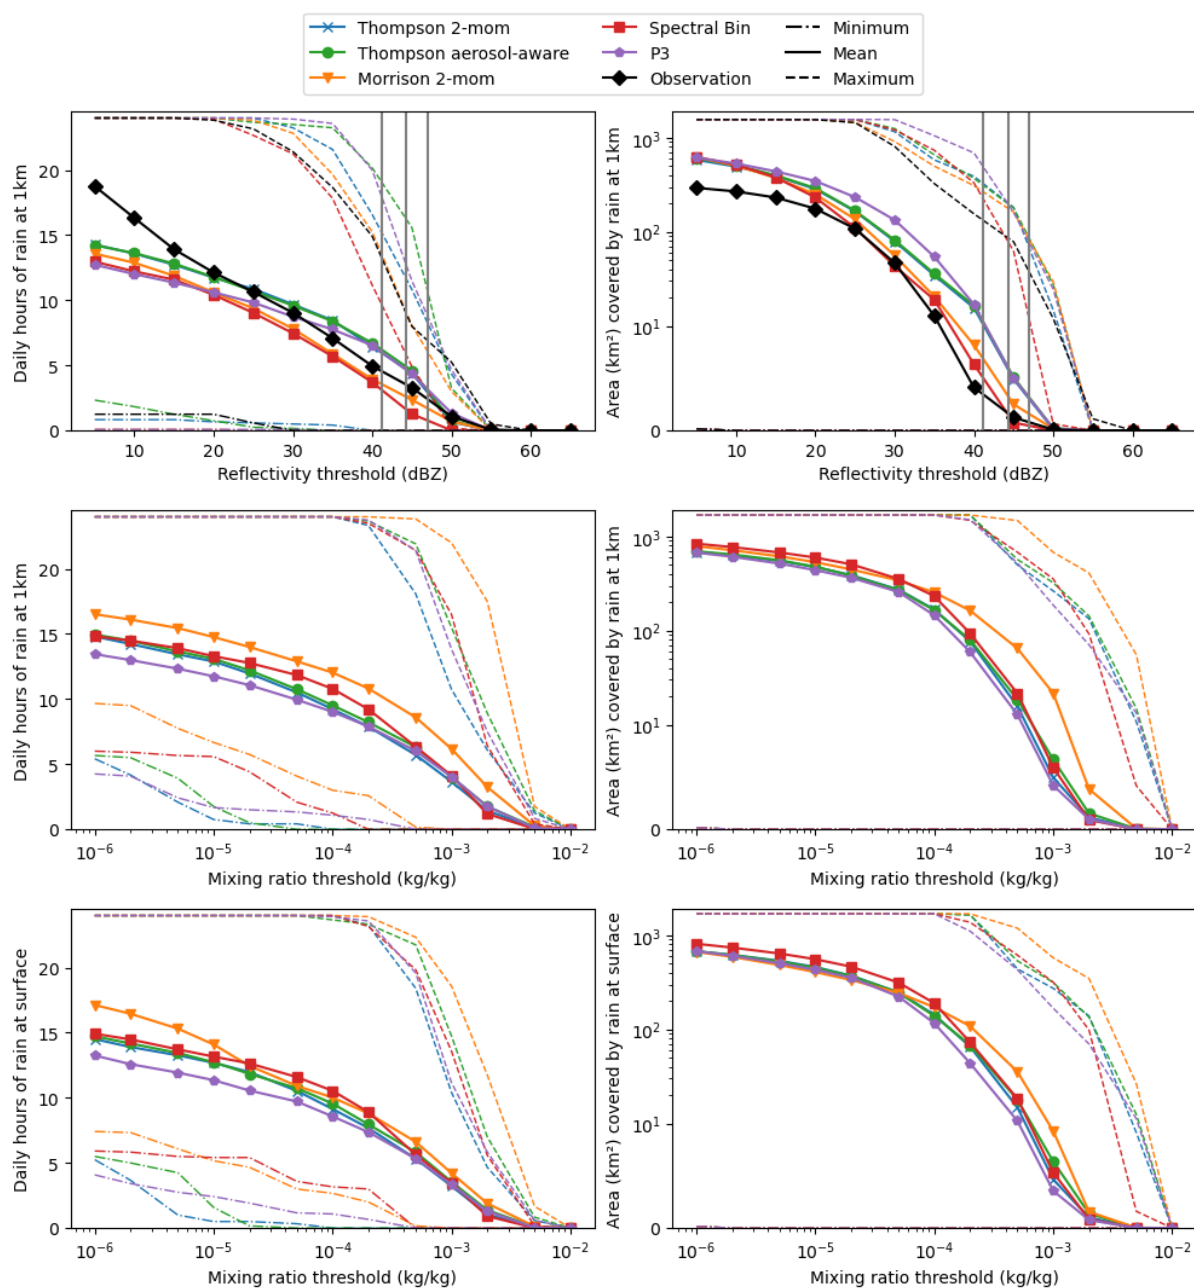 Thompson 2-mom
Thompson aerosol-aware
Morrison 2-mom
Spectral Bin
P3
Observation
Minimum
Mean
Maximum
Daily hours of rain at 1km
20
15
10
5
0
10 20 30 40 50 60
Reflectivity threshold (dBZ)
Area (km²) covered by rain at 1km
10³
10²
10¹
0
10 20 30 40 50 60
Reflectivity threshold (dBZ)
Daily hours of rain at 1km
20
15
10
5
0
10⁻⁶ 10⁻⁵ 10⁻⁴ 10⁻³ 10⁻²
Mixing ratio threshold (kg/kg)
Area (km²) covered by rain at 1km
10³
10²
10¹
0
10⁻⁶ 10⁻⁵ 10⁻⁴ 10⁻³ 10⁻²
Mixing ratio threshold (kg/kg)
Daily hours of rain at surface
20
15
10
5
0
10⁻⁶ 10⁻⁵ 10⁻⁴ 10⁻³ 10⁻²
Mixing ratio threshold (kg/kg)
Area (km²) covered by rain at surface
10³
10²
10¹
0
10⁻⁶ 10⁻⁵ 10⁻⁴ 10⁻³ 10⁻²
Mixing ratio threshold (kg/kg)